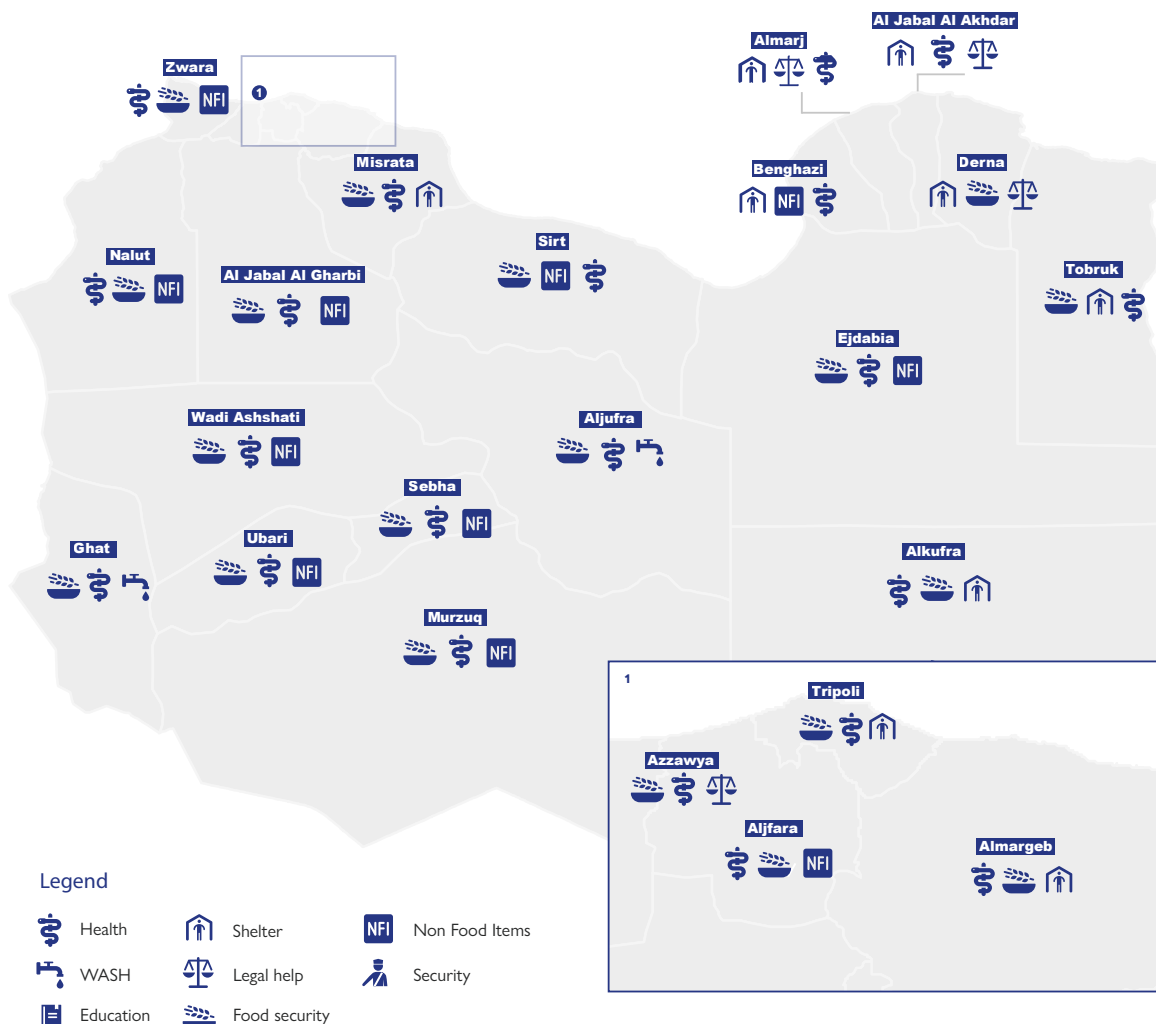 Al Jabal Al Akhdar
Almarj
Zwara
NFI
1
Misrata
Benghazi
NFI
Derna
Nalut
NFI
Al Jabal Al Gharbi
NFI
Sirt
NFI
Tobruk
Ejdabia
NFI
Wadi Ashshati
NFI
Aljufra
Sebha
NFI
Ghat
Ubari
NFI
Alkufra
Murzuq
NFI
1
Tripoli
Azzawya
Aljfara
NFI
Almargeb
Legend
Health
Shelter
NFI Non Food Items
WASH
Legal help
Security
Education
Food security